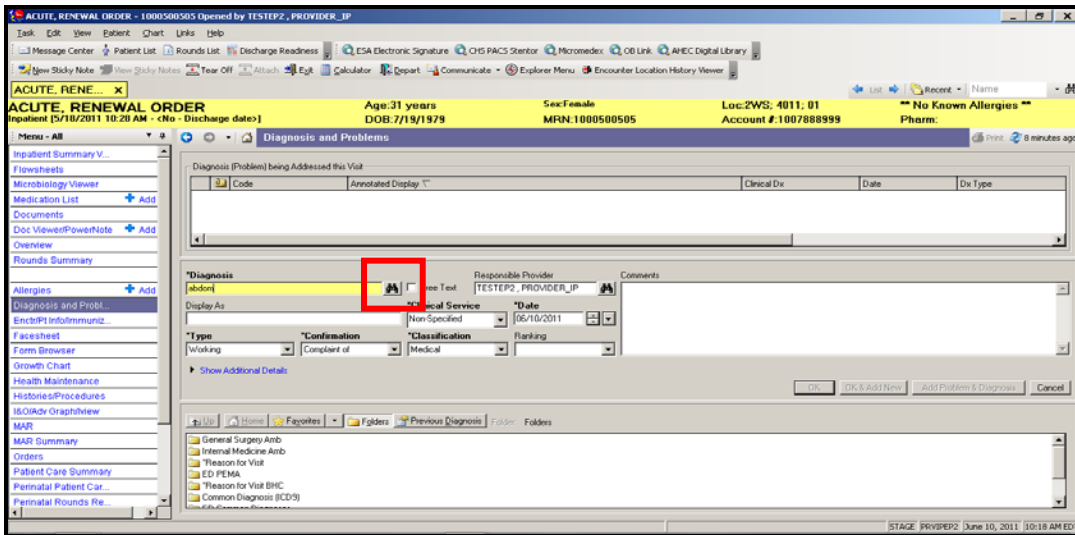 ACUTE, RENEWAL ORDER - 1000500505 Opened by TESTEP2 , PROVIDER_IP
Task Edit View Patient Chart Links Help
Message Center Patient List Rounds List Discharge Readiness ESA Electronic Signature CHS PACS Stentor Micromedex OB Link AHEC Digital Library
New Sticky Note View Sticky Notes Tear Off Attach Exit Calculator Depart Communicate Explorer Menu Encounter Location History Viewer
ACUTE, RENE... x List Recent Name
ACUTE, RENEWAL ORDER Age:31 years Sex:Female Loc:2WS; 4011; 01 ** No Known Allergies **
Inpatient [5/10/2011 10:28 AM - <No - Discharge date>] DOB:7/19/1979 MRN:1000500505 Account #:1007888999 Pharm:
Menu - All Diagnosis and Problems Print 8 minutes ago
Inpatient Summary V...
Flowsheets
Microbiology Viewer
Medication List Add
Documents
Doc Viewer/PowerNote Add
Overview
Rounds Summary
Allergies Add
Diagnosis and Probl...
Enctr/Pt Info/Immuniz...
Facesheet
Form Browser
Growth Chart
Health Maintenance
Histories/Procedures
I&O/Adv Graph/Iview
MAR
MAR Summary
Orders
Patient Care Summary
Perinatal Patient Car...
Perinatal Rounds Re...
Diagnosis (Problem) being Addressed this Visit
Code Annotated Display Clinical Dx Date Dx Type
*Diagnosis Responsible Provider Comments
abdom Free Text TESTEP2 , PROVIDER_IP
Display As *Clinical Service *Date
Non-Specified 06/10/2011
*Type *Confirmation *Classification Ranking
Working Complaint of Medical
Show Additional Details
OK OK & Add New Add Problem & Diagnosis Cancel
Up Home Favorites Folders Previous Diagnosis Folder: Folders
General Surgery Amb
Internal Medicine Amb
*Reason for Visit
ED PEMA
*Reason for Visit BHC
Common Diagnosis (ICD9)
ED Common Diagnoses
STAGE PRVIPEP2 June 10, 2011 10:18 AM ED